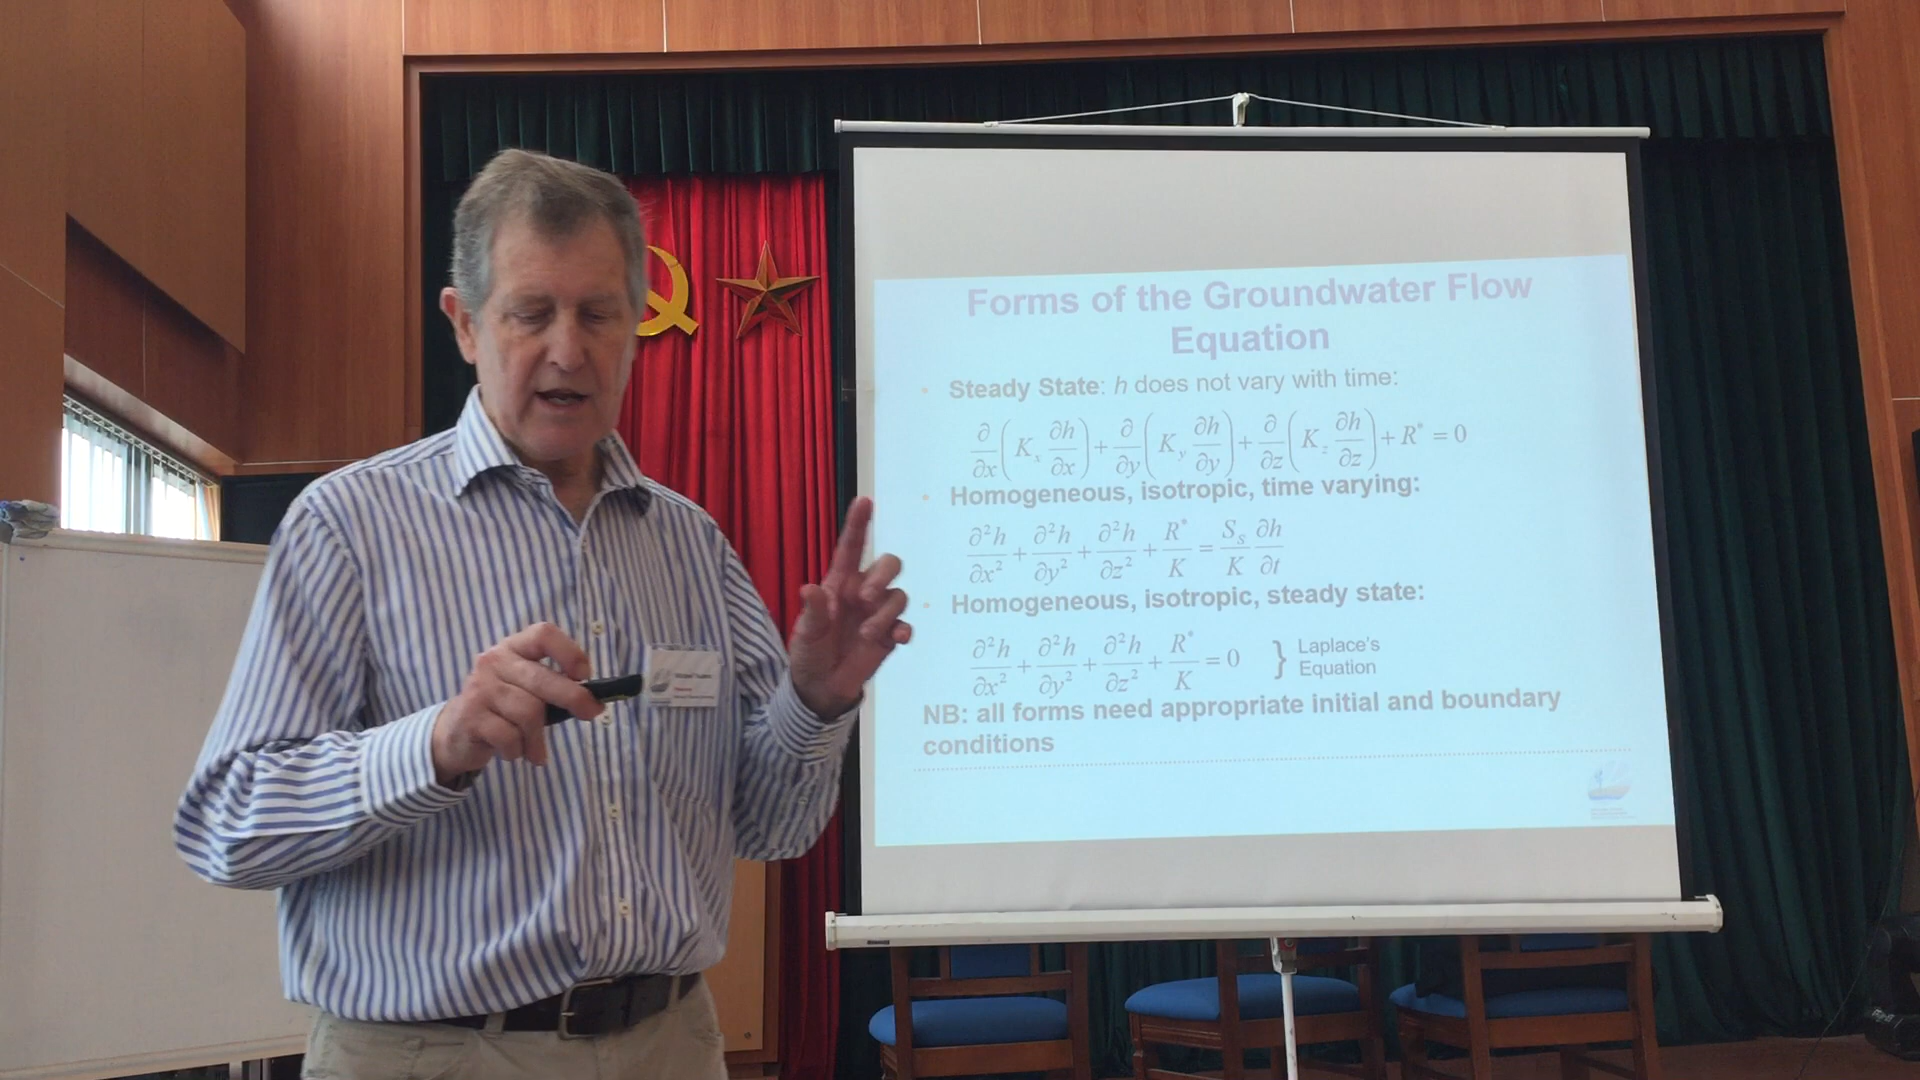 Forms of the Groundwater Flow
Equation
• Steady State: h does not vary with time:
∂/∂x (Kx ∂h/∂x) + ∂/∂y (Ky ∂h/∂y) + ∂/∂z (Kz ∂h/∂z) + R* = 0
• Homogeneous, isotropic, time varying:
∂²h/∂x² + ∂²h/∂y² + ∂²h/∂z² + R*/K = Ss/K ∂h/∂t
• Homogeneous, isotropic, steady state:
∂²h/∂x² + ∂²h/∂y² + ∂²h/∂z² + R*/K = 0 } Laplace's
Equation
NB: all forms need appropriate initial and boundary
conditions